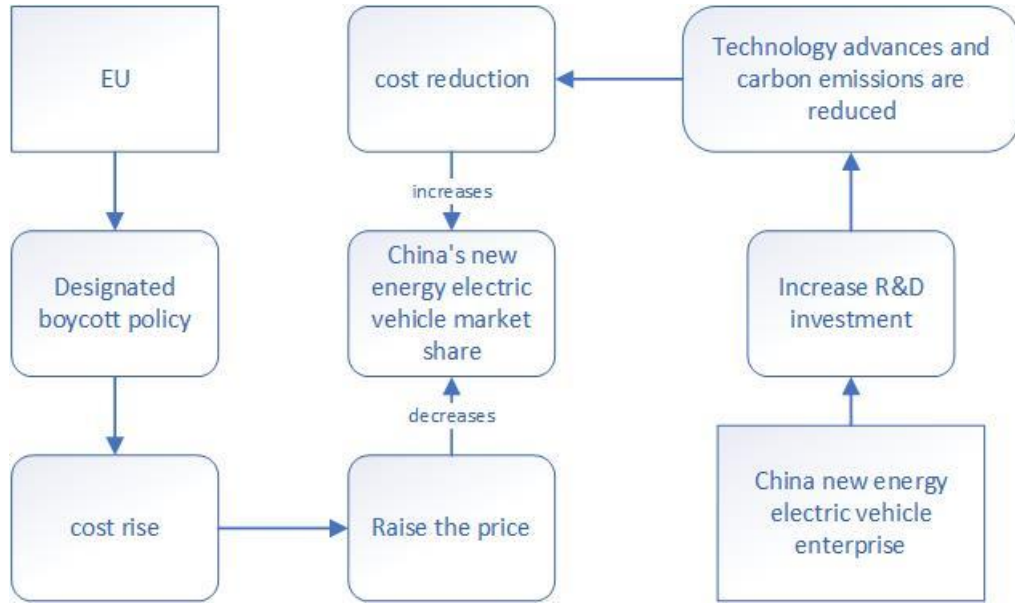 EU
cost reduction
Technology advances and
carbon emissions are
reduced
increases
Designated
boycott policy
China's new
energy electric
vehicle market
share
Increase R&D
investment
decreases
cost rise
Raise the price
China new energy
electric vehicle
enterprise